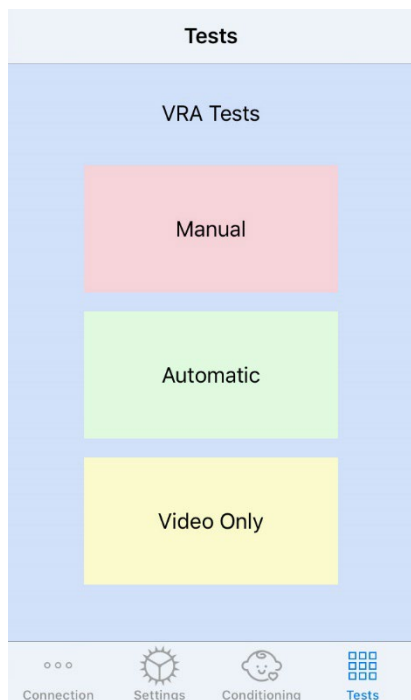 Tests
VRA Tests
Manual
Automatic
Video Only
Connection Settings Conditioning Tests